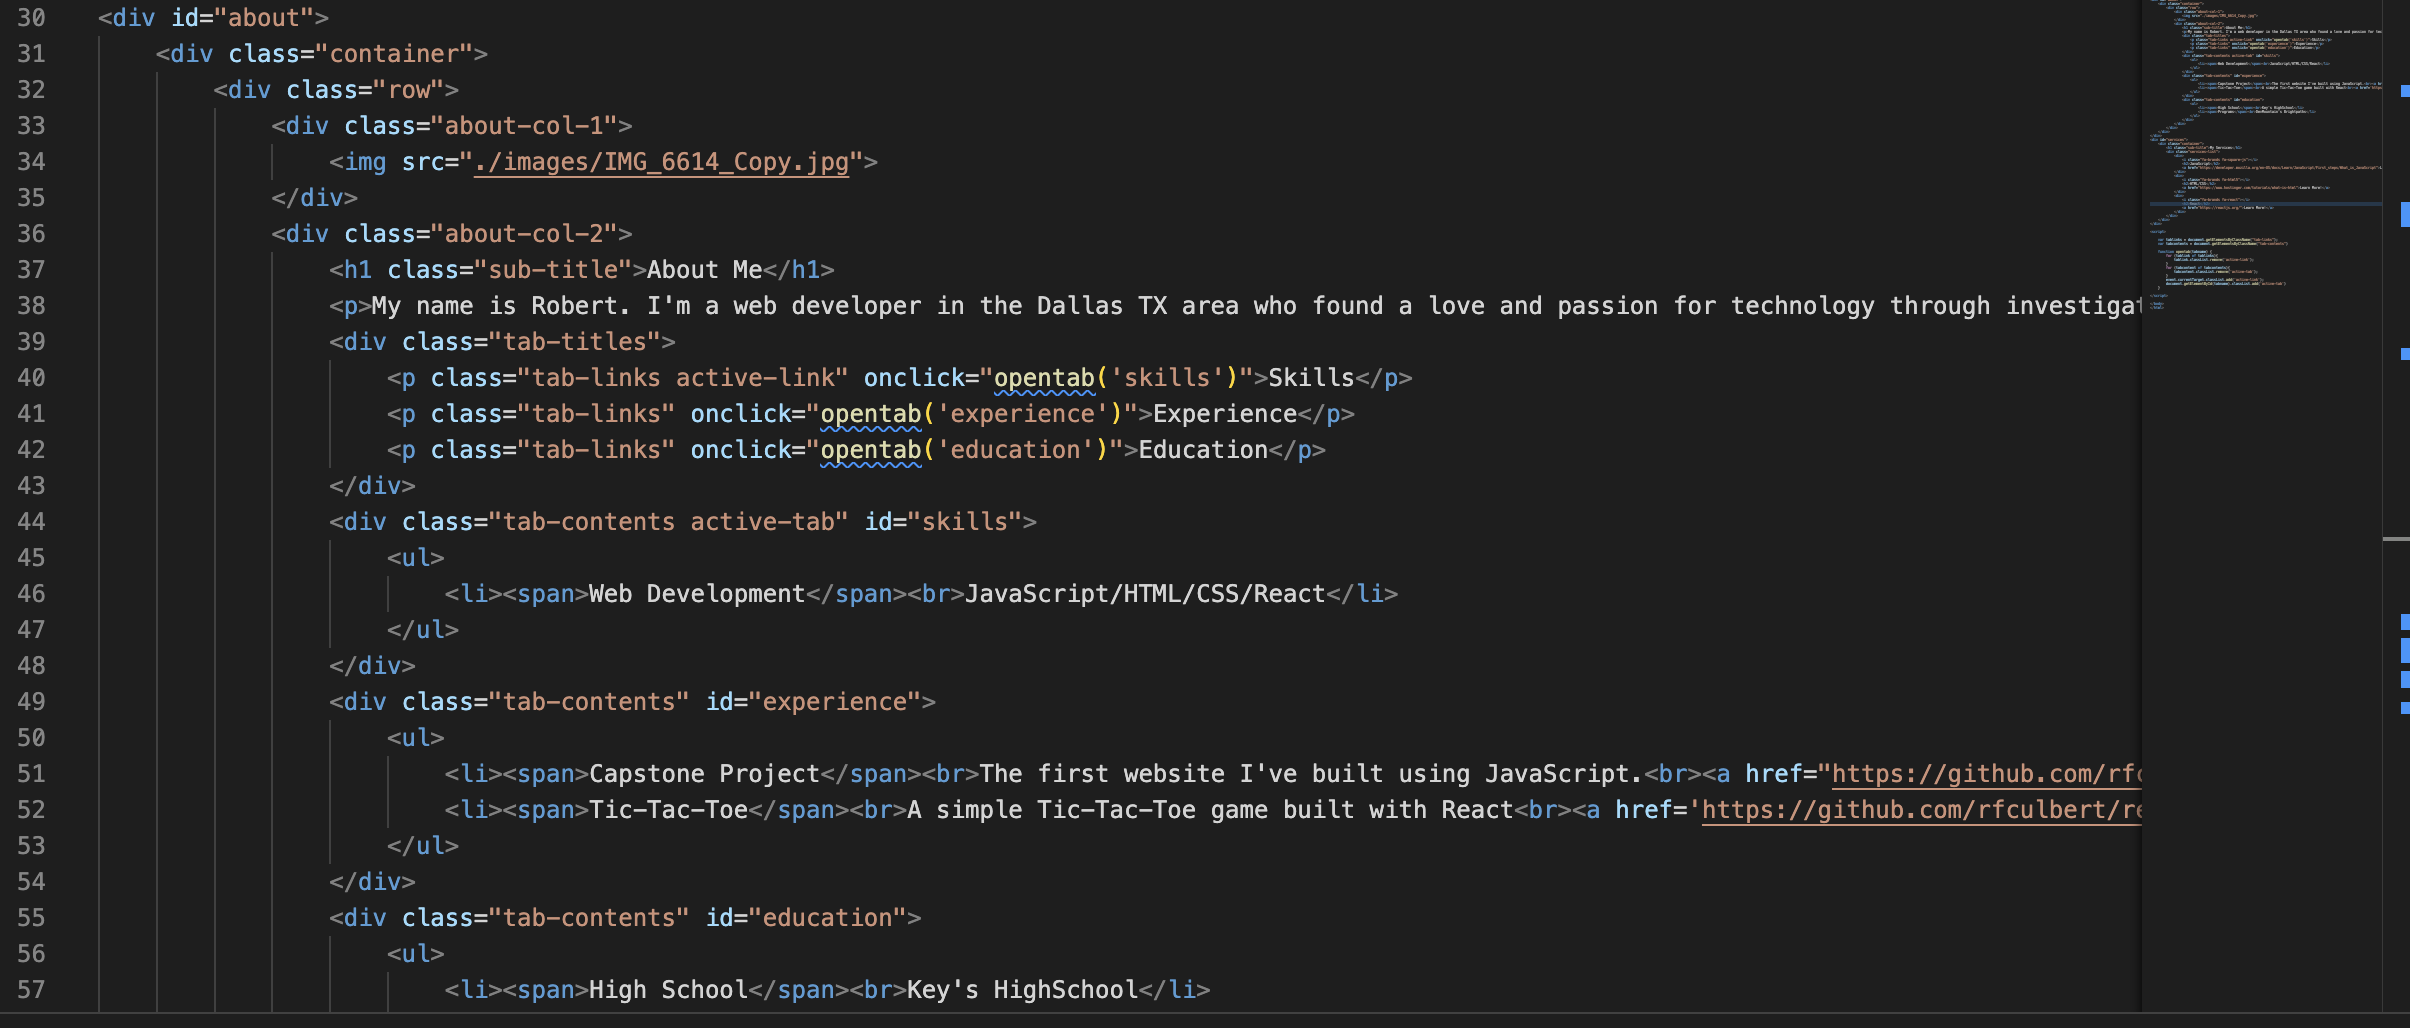 30 <div id="about">
31 <div class="container">
32 <div class="row">
33 <div class="about-col-1">
34 <img src="./images/IMG_6614_Copy.jpg">
35 </div>
36 <div class="about-col-2">
37 <h1 class="sub-title">About Me</h1>
38 <p>My name is Robert. I'm a web developer in the Dallas TX area who found a love and passion for technology through investigat
39 <div class="tab-titles">
40 <p class="tab-links active-link" onclick="opentab('skills')">Skills</p>
41 <p class="tab-links" onclick="opentab('experience')">Experience</p>
42 <p class="tab-links" onclick="opentab('education')">Education</p>
43 </div>
44 <div class="tab-contents active-tab" id="skills">
45 <ul>
46 <li><span>Web Development</span><br>JavaScript/HTML/CSS/React</li>
47 </ul>
48 </div>
49 <div class="tab-contents" id="experience">
50 <ul>
51 <li><span>Capstone Project</span><br>The first website I've built using JavaScript.<br><a href="https://github.com/rfc
52 <li><span>Tic-Tac-Toe</span><br>A simple Tic-Tac-Toe game built with React<br><a href='https://github.com/rfculbert/re
53 </ul>
54 </div>
55 <div class="tab-contents" id="education">
56 <ul>
57 <li><span>High School</span><br>Key's HighSchool</li>